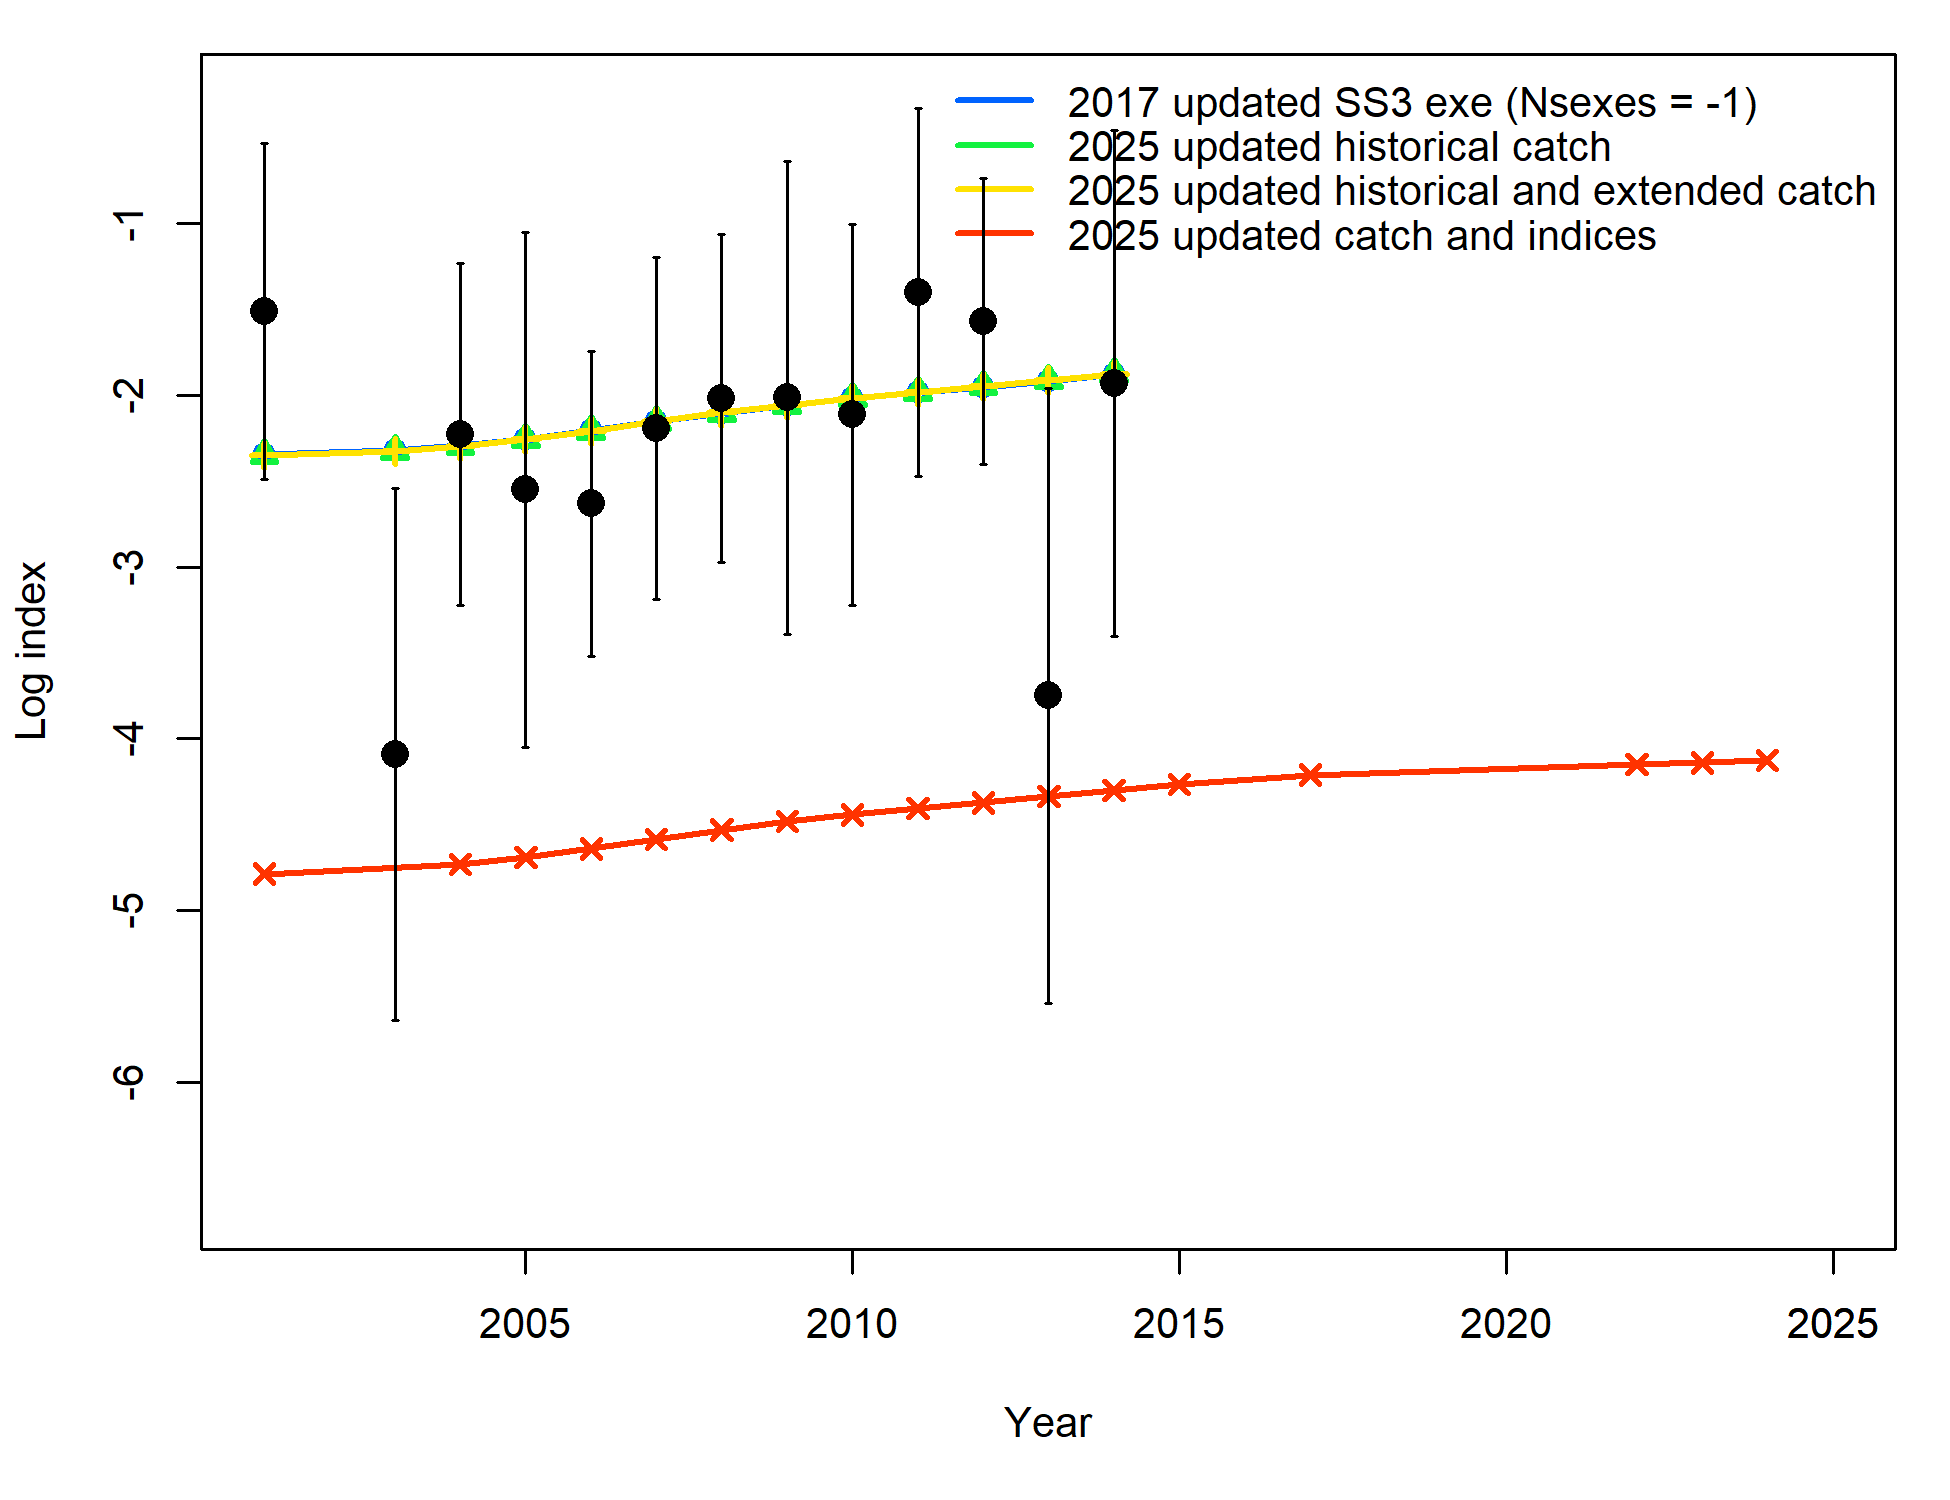 2017 updated SS3 exe (Nsexes = -1)
2025 updated historical catch
2025 updated historical and extended catch
2025 updated catch and indices
Log index
-1
-2
-3
-4
-5
-6
2005 2010 2015 2020 2025
Year